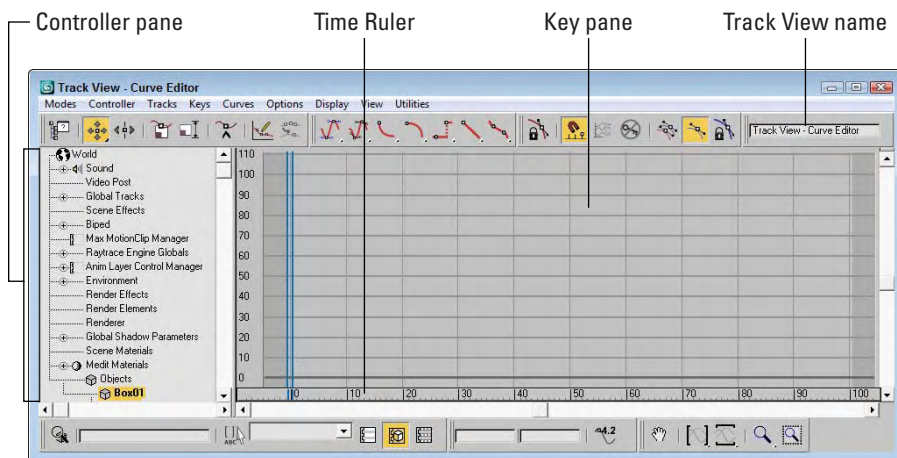 Controller pane Time Ruler Key pane Track View name
Track View - Curve Editor
Modes Controller Tracks Keys Curves Options Display View Utilities
Track View - Curve Editor
World
Sound
Video Post
Global Tracks
Scene Effects
Biped
Max MotionClip Manager
Raytrace Engine Globals
Anim Layer Control Manager
Environment
Render Effects
Render Elements
Renderer
Global Shadow Parameters
Scene Materials
Medit Materials
Objects
Box01
110
100
90
80
70
60
50
40
30
20
10
0
0 10 20 30 40 50 60 70 80 90 100
ABC
4.2